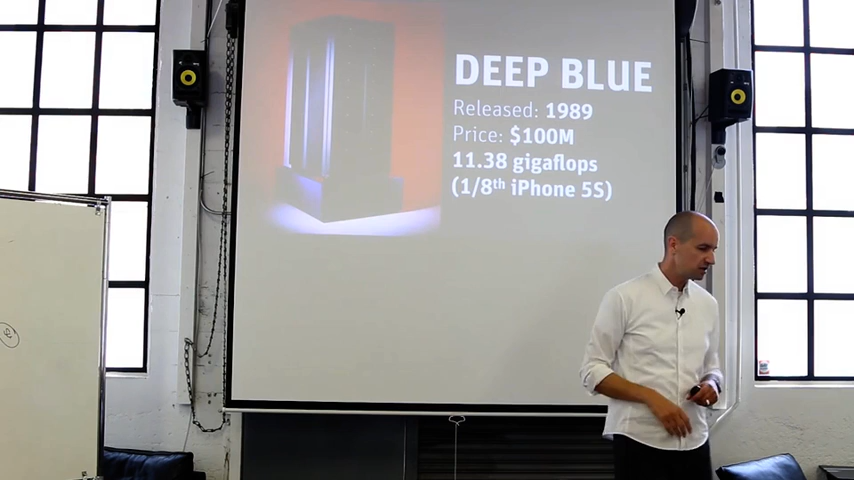 DEEP BLUE
Released: 1989
Price: $100M
11.38 gigaflops
(1/8th iPhone 5S)